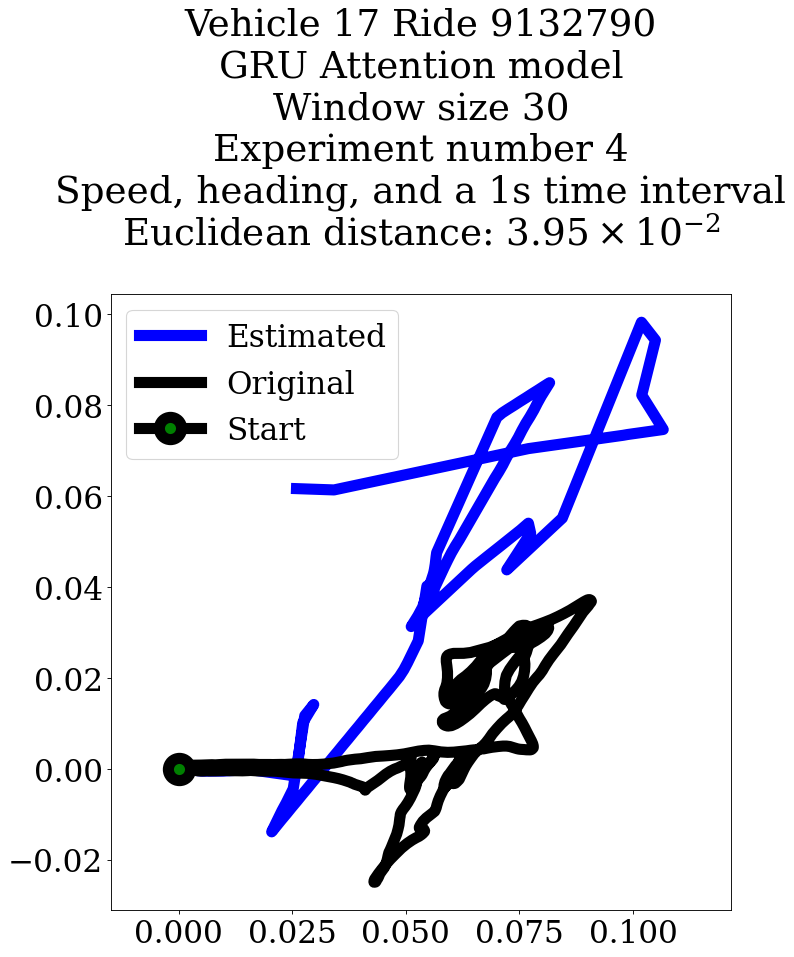 Vehicle 17 Ride 9132790
GRU Attention model
Window size 30
Experiment number 4
Speed, heading, and a 1s time interval
Euclidean distance: 3.95 × 10⁻²
Estimated
Original
Start
0.10
0.08
0.06
0.04
0.02
0.00
−0.02
0.000 0.025 0.050 0.075 0.100